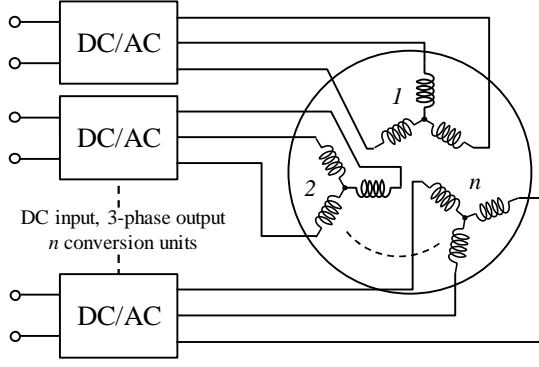 DC/AC
1
DC/AC
2
n
DC input, 3-phase output
n conversion units
DC/AC